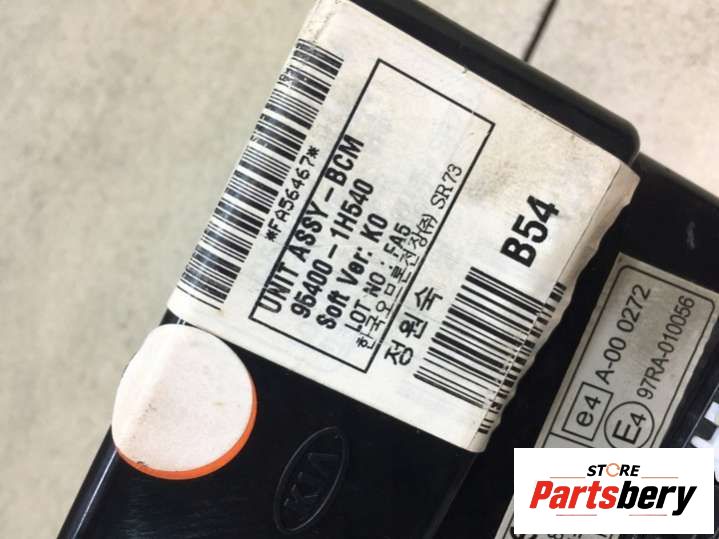 *FA56467*
UNIT ASSY-BCM
95400-1H540
Soft Ver: K0
LOT NO : FA5
한국오므론전장(주) SR73
정원숙
B54
e4 A-00 0272
E4 97RA-010056
KIA
STORE
Partsbery